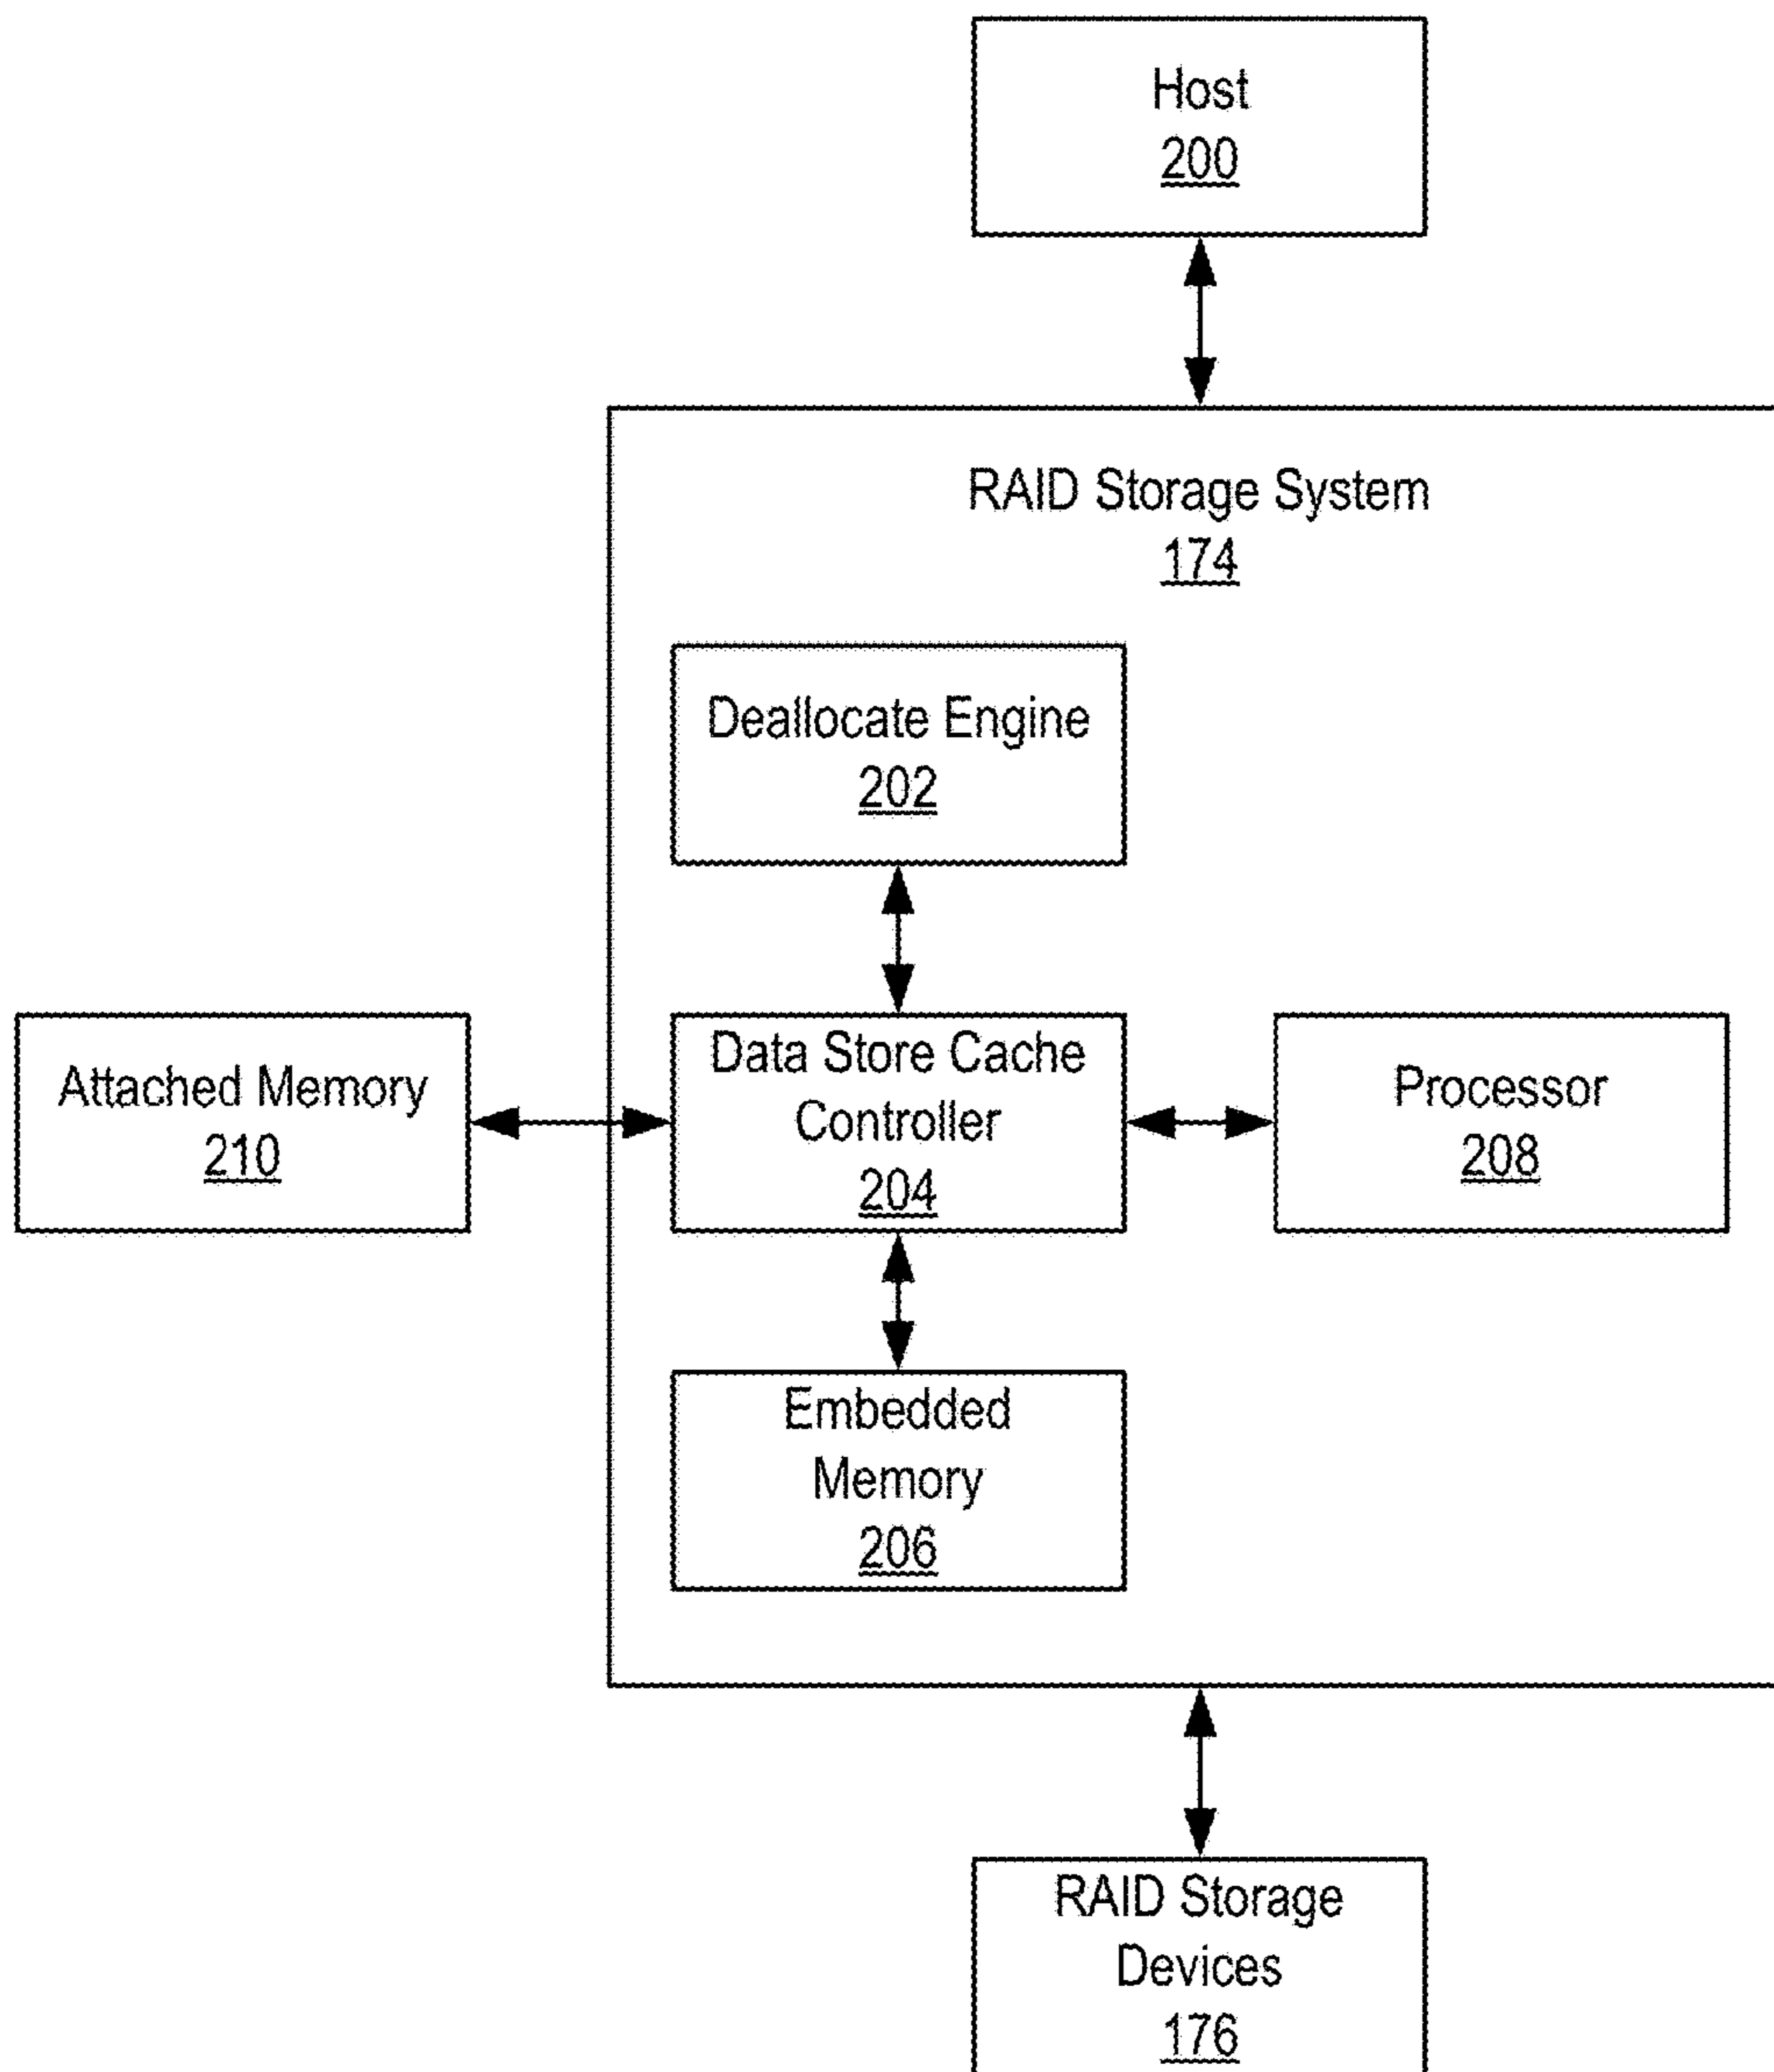 Host
200
RAID Storage System
174
Deallocate Engine
202
Attached Memory
210
Data Store Cache
Controller
204
Processor
208
Embedded
Memory
206
RAID Storage
Devices
176